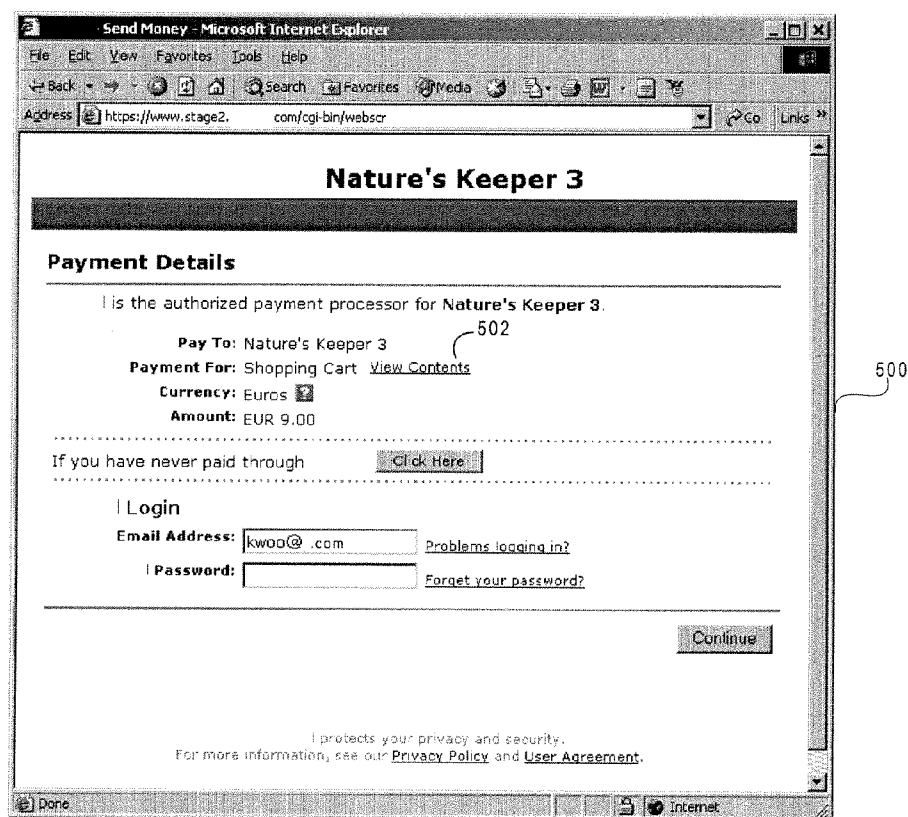 Send Money - Microsoft Internet Explorer
File Edit View Favorites Tools Help
Back Search Favorites Media
Address https://www.stage2. com/cgi-bin/webscr Go Links »
Nature's Keeper 3
Payment Details
is the authorized payment processor for Nature's Keeper 3.
502
Pay To: Nature's Keeper 3
Payment For: Shopping Cart View Contents
500
Currency: Euros ?
Amount: EUR 9.00
If you have never paid through Click Here
Login
Email Address: kwoo@ .com Problems logging in?
Password: Forget your password?
Continue
protects your privacy and security.
For more information, see our Privacy Policy and User Agreement.
Done Internet